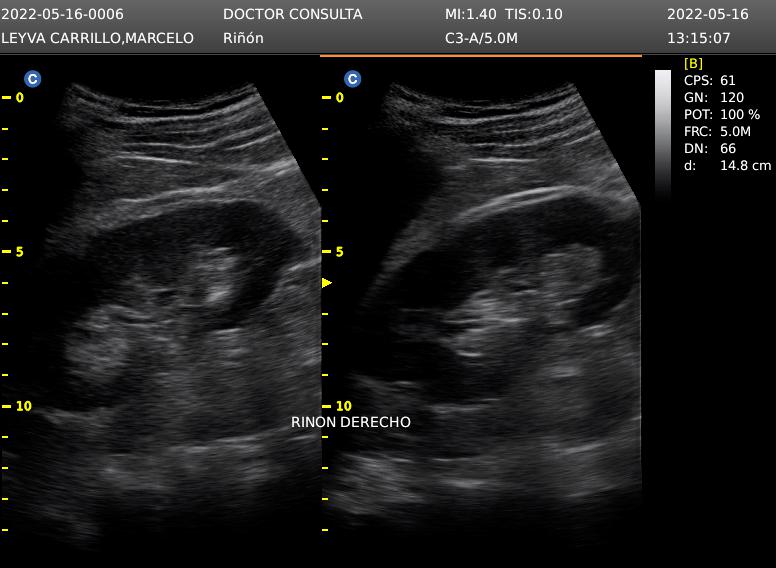 2022-05-16-0006 DOCTOR CONSULTA MI:1.40 TIS:0.10 2022-05-16
LEYVA CARRILLO,MARCELO Riñón C3-A/5.0M 13:15:07
C C [B]
0 0 CPS: 61
GN: 120
POT: 100 %
FRC: 5.0M
DN: 66
d: 14.8 cm
5 5
10 10
RINON DERECHO